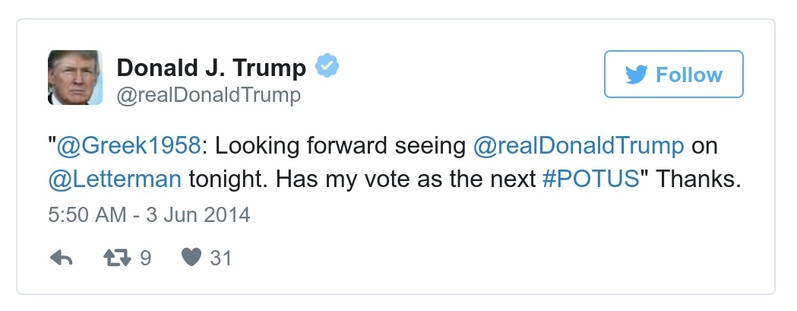 Donald J. Trump
@realDonaldTrump
Follow
"@Greek1958: Looking forward seeing @realDonaldTrump on
@Letterman tonight. Has my vote as the next #POTUS" Thanks.
5:50 AM - 3 Jun 2014
9 31